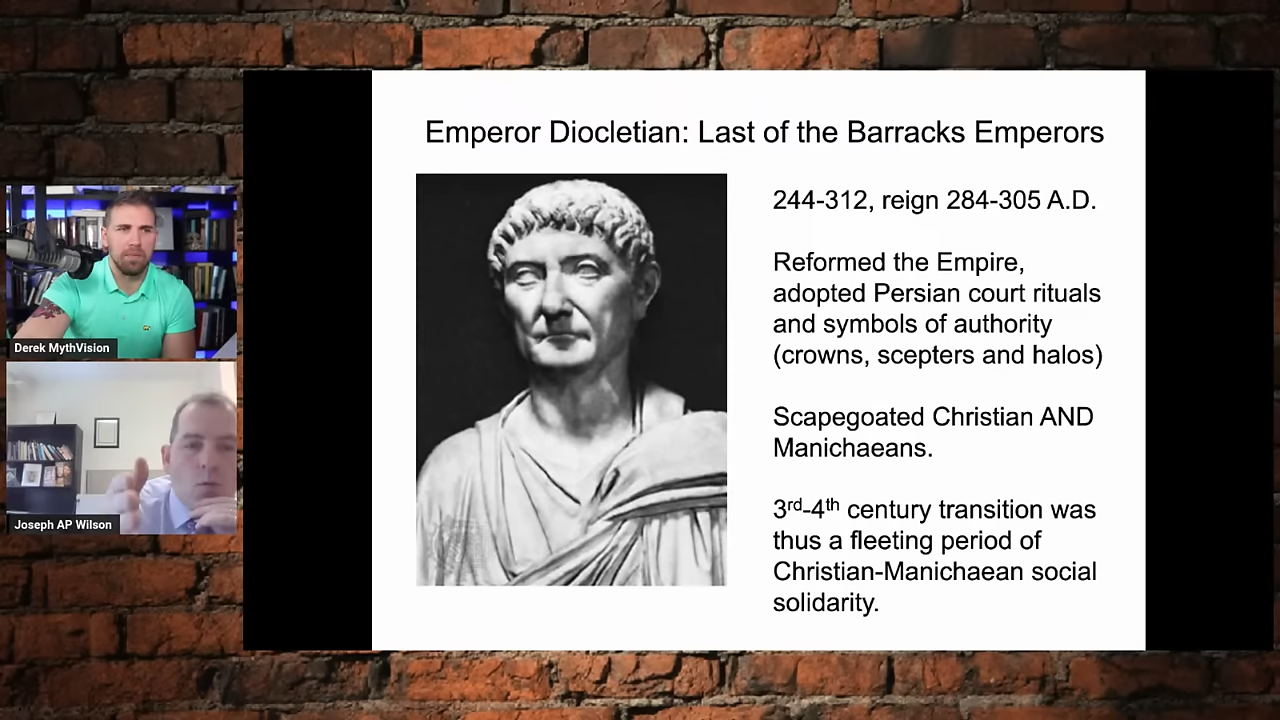 Emperor Diocletian: Last of the Barracks Emperors
244-312, reign 284-305 A.D.
Reformed the Empire,
adopted Persian court rituals
and symbols of authority
(crowns, scepters and halos)
Scapegoated Christian AND
Manichaeans.
3rd-4th century transition was
thus a fleeting period of
Christian-Manichaean social
solidarity.
Derek MythVision
Joseph AP Wilson